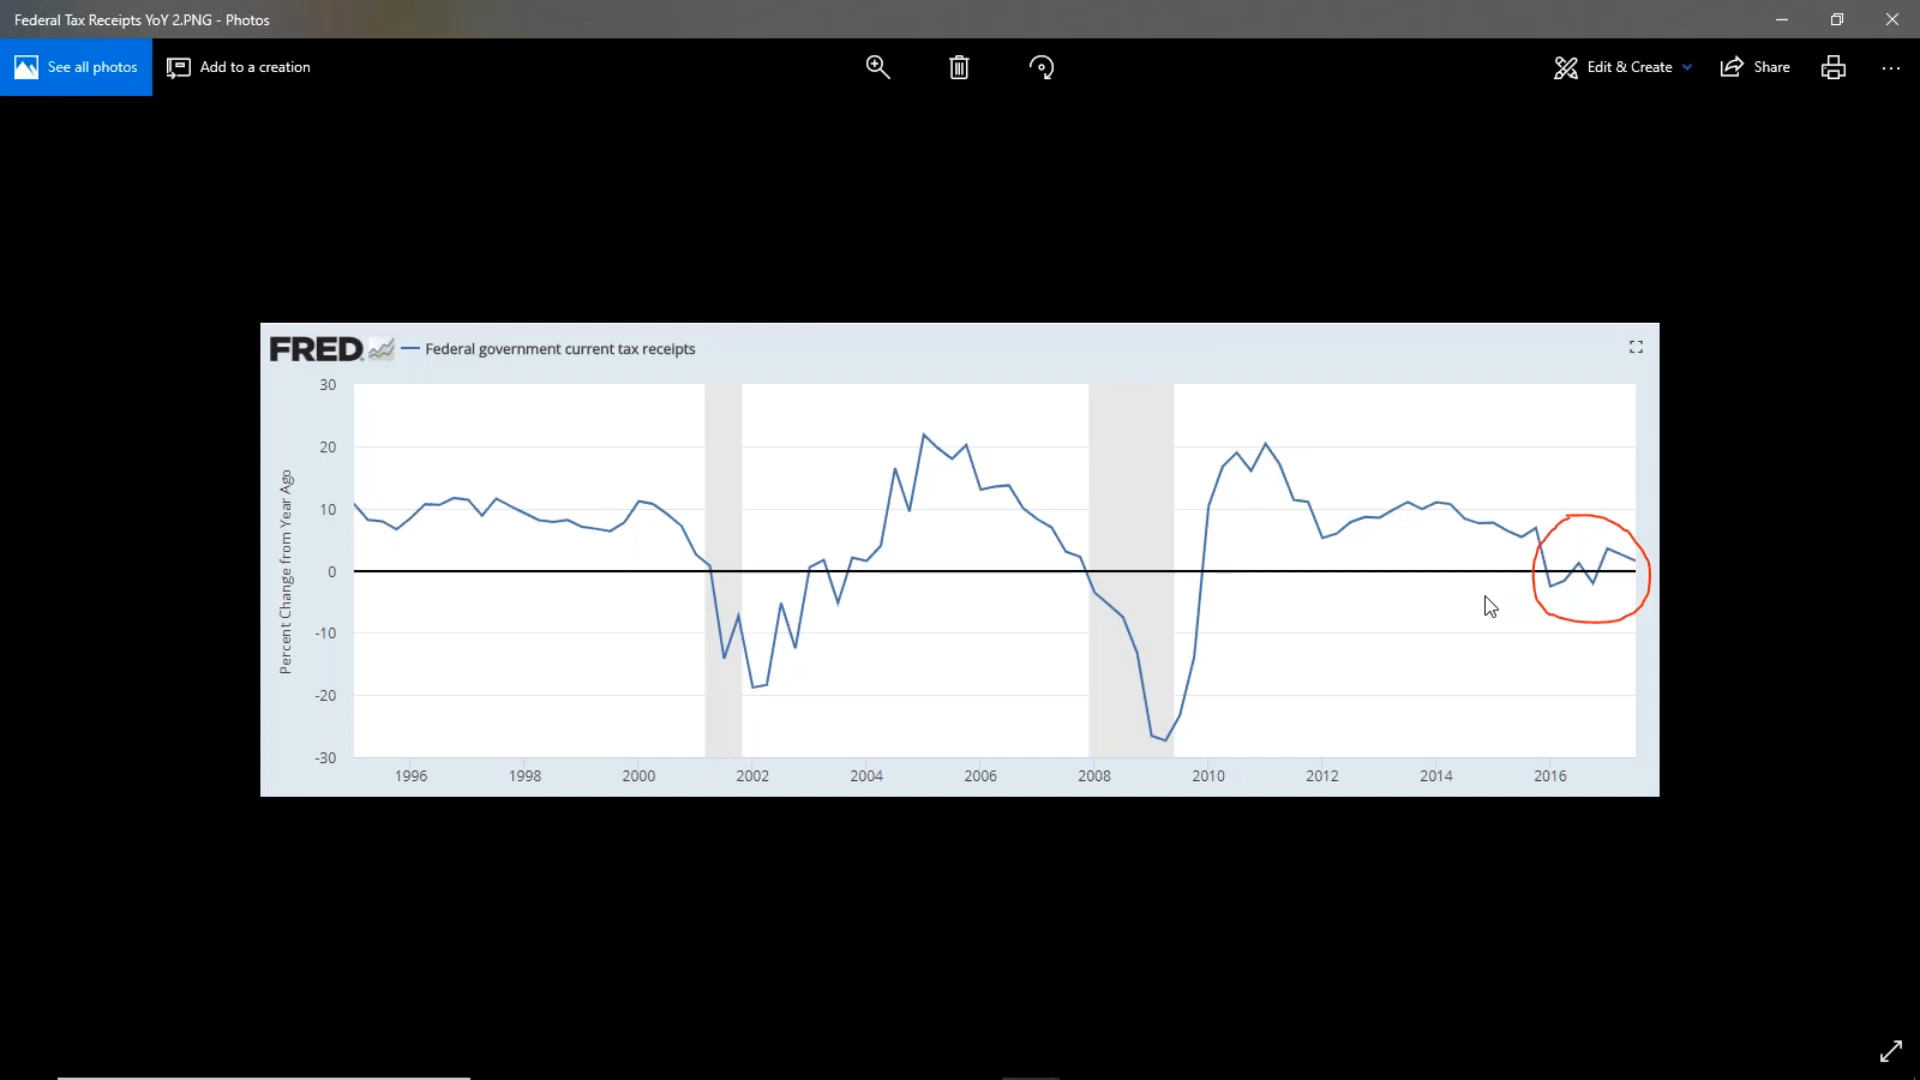 Federal Tax Receipts YoY 2.PNG - Photos
See all photos
Add to a creation
Edit & Create
Share
FRED
Federal government current tax receipts
Percent Change from Year Ago
30
20
10
0
-10
-20
-30
1996 1998 2000 2002 2004 2006 2008 2010 2012 2014 2016